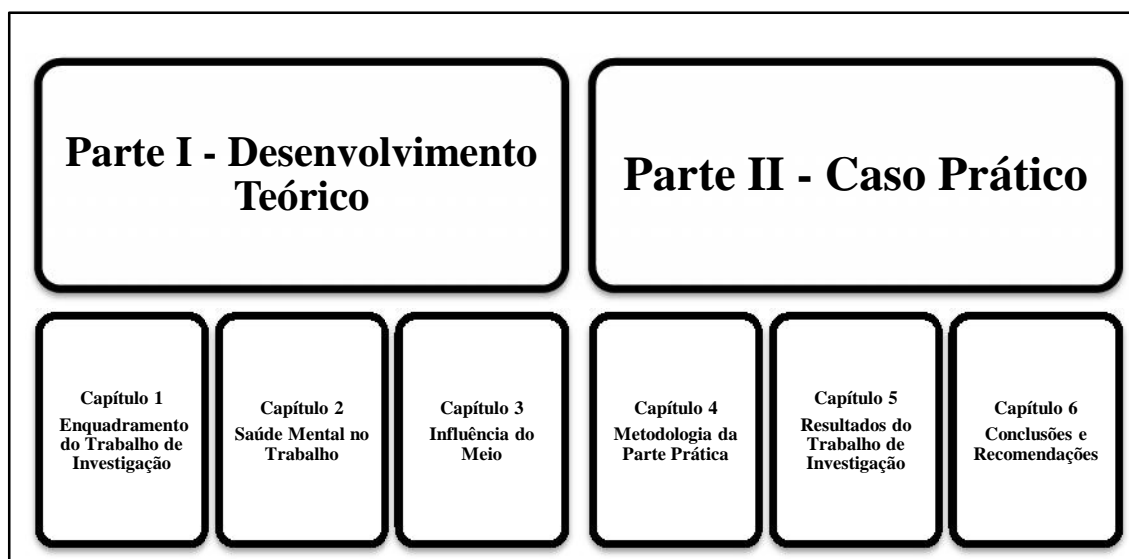 Parte I - Desenvolvimento
Teórico
Parte II - Caso Prático
Capítulo 1
Enquadramento
do Trabalho de
Investigação
Capítulo 2
Saúde Mental no
Trabalho
Capítulo 3
Influência do
Meio
Capítulo 4
Metodologia da
Parte Prática
Capítulo 5
Resultados do
Trabalho de
Investigação
Capítulo 6
Conclusões e
Recomendações